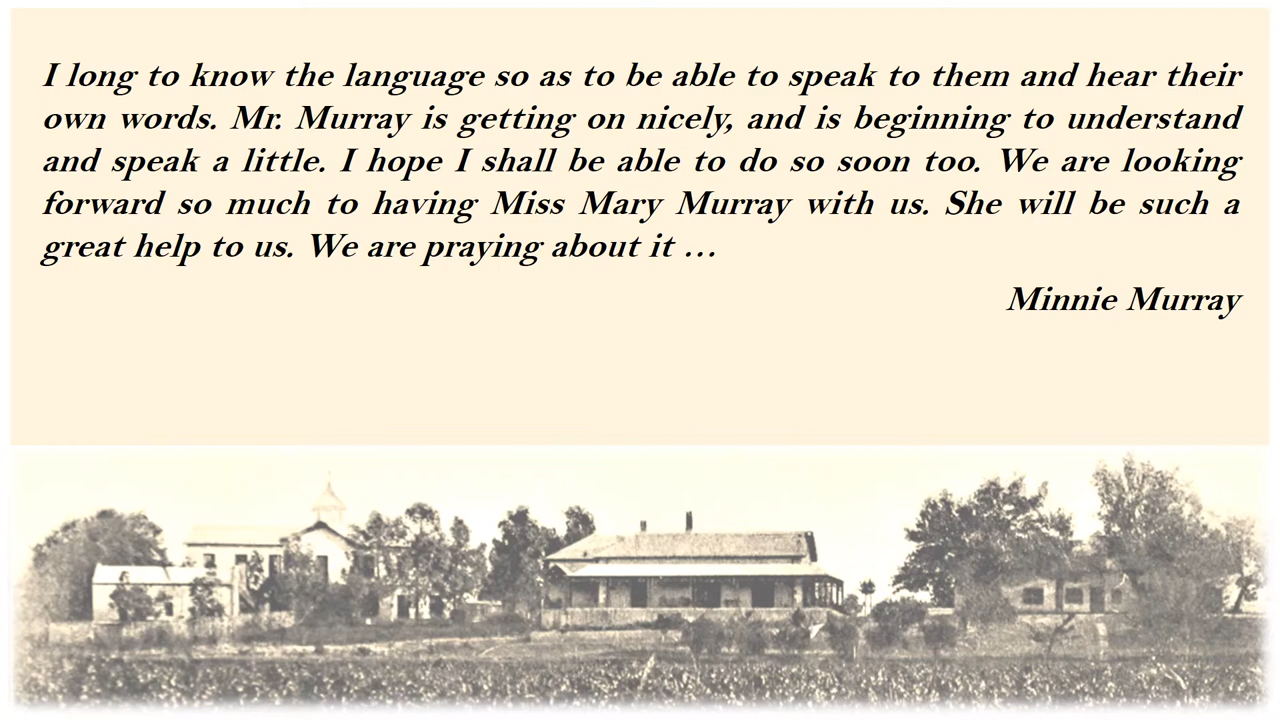 I long to know the language so as to be able to speak to them and hear their
own words. Mr. Murray is getting on nicely, and is beginning to understand
and speak a little. I hope I shall be able to do so soon too. We are looking
forward so much to having Miss Mary Murray with us. She will be such a
great help to us. We are praying about it …
Minnie Murray